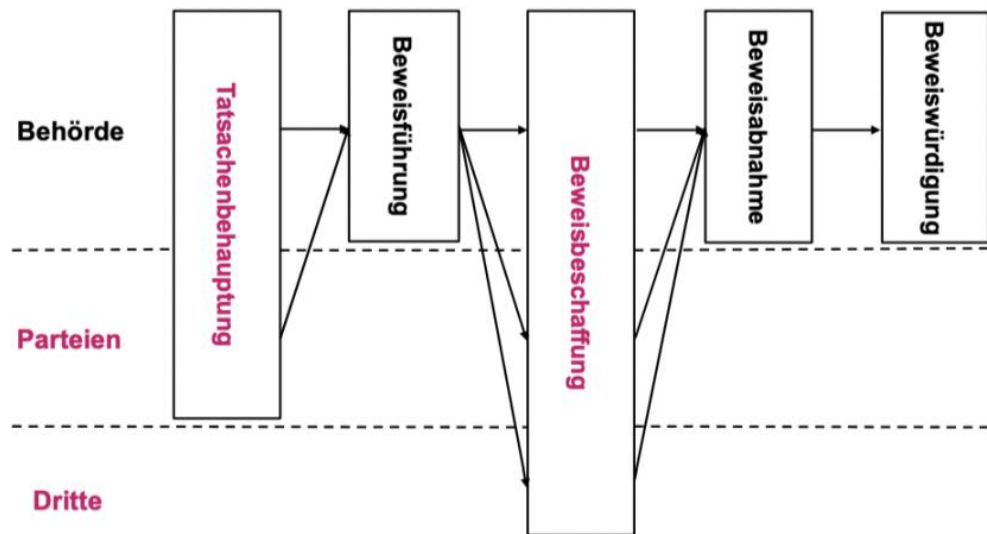 Behörde
Parteien
Dritte
Tatsachenbehauptung
Beweisführung
Beweisbeschaffung
Beweisabnahme
Beweiswürdigung